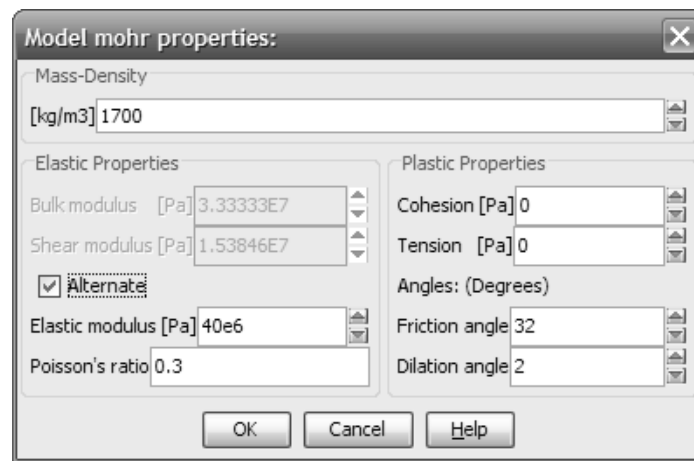 Model mohr properties:
Mass-Density
[kg/m3] 1700
Elastic Properties
Bulk modulus [Pa] 3.33333E7
Shear modulus [Pa] 1.53846E7
Alternate
Elastic modulus [Pa] 40e6
Poisson's ratio 0.3
Plastic Properties
Cohesion [Pa] 0
Tension [Pa] 0
Angles: (Degrees)
Friction angle 32
Dilation angle 2
OK Cancel Help